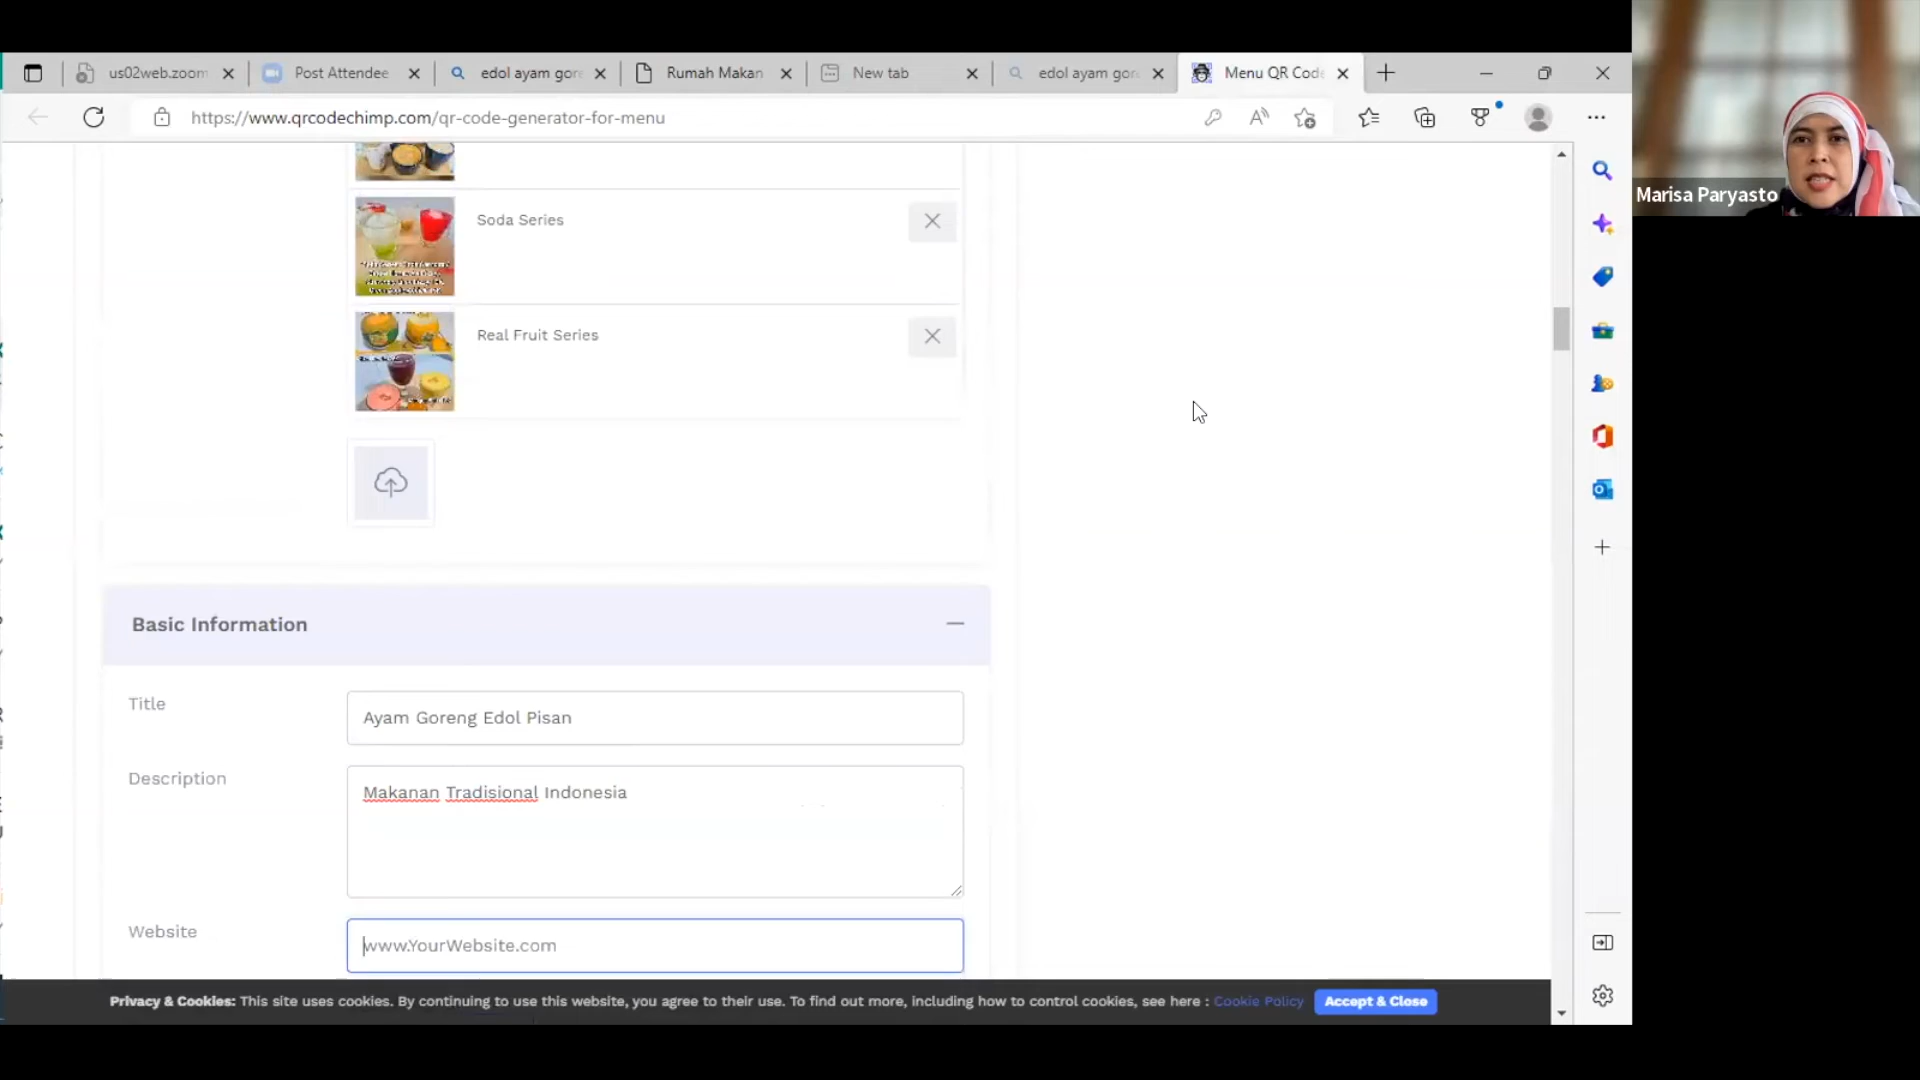 us02web.zoom
Post Attendee
edol ayam gor
Rumah Makan
New tab
edol ayam gor
Menu QR Code
https://www.qrcodechimp.com/qr-code-generator-for-menu
Marisa Paryasto
Soda Series
Real Fruit Series
Basic Information
Title
Ayam Goreng Edol Pisan
Description
Makanan Tradisional Indonesia
Website
www.YourWebsite.com
Privacy & Cookies: This site uses cookies. By continuing to use this website, you agree to their use. To find out more, including how to control cookies, see here : Cookie Policy
Accept & Close